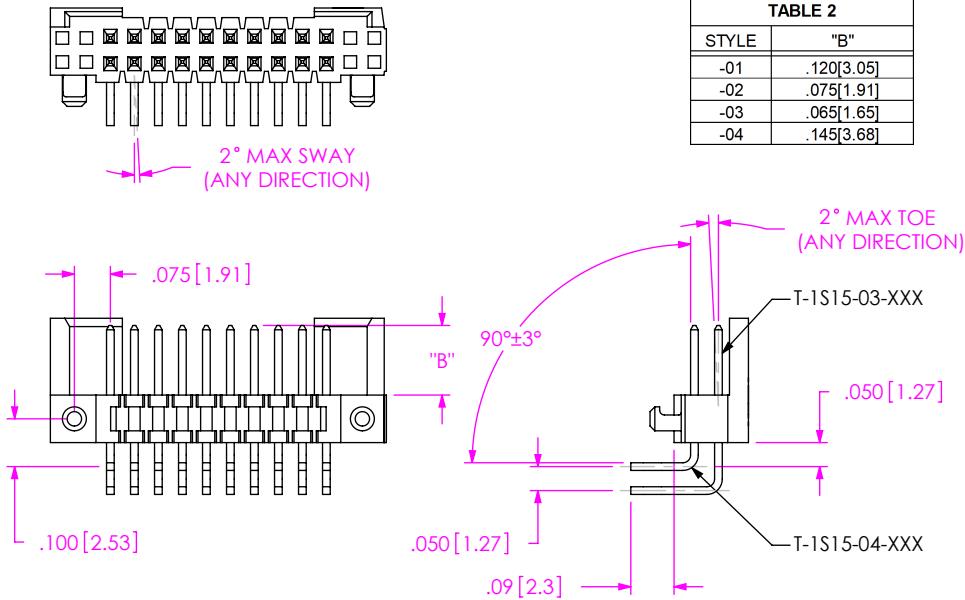 TABLE 2
STYLE "B"
-01 .120[3.05]
-02 .075[1.91]
-03 .065[1.65]
-04 .145[3.68]
2° MAX SWAY
(ANY DIRECTION)
2° MAX TOE
(ANY DIRECTION)
.075[1.91]
T-1S15-03-XXX
90°±3°
"B"
.050[1.27]
.100[2.53]
.050[1.27]
T-1S15-04-XXX
.09[2.3]